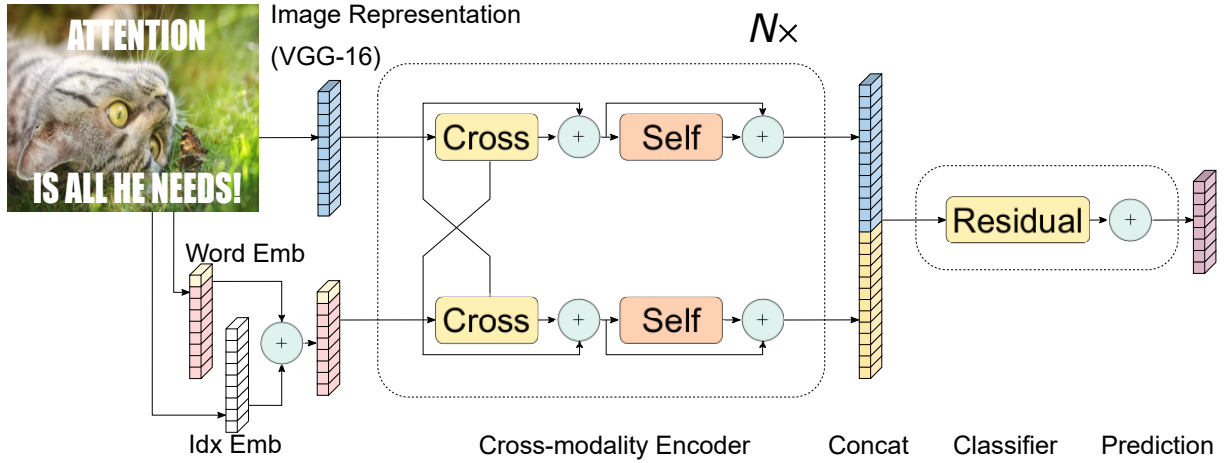 ATTENTION
IS ALL HE NEEDS!
Image Representation
(VGG-16)
N×
Cross
+
Self
+
Word Emb
+
Idx Emb
Cross
+
Self
+
Residual
+
Cross-modality Encoder
Concat
Classifier
Prediction